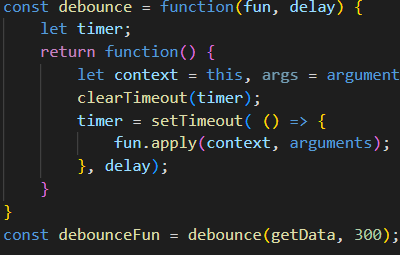 const debounce = function(fun, delay) {
let timer;
return function() {
let context = this, args = argument
clearTimeout(timer);
timer = setTimeout( () => {
fun.apply(context, arguments);
}, delay);
}
}
const debounceFun = debounce(getData, 300);